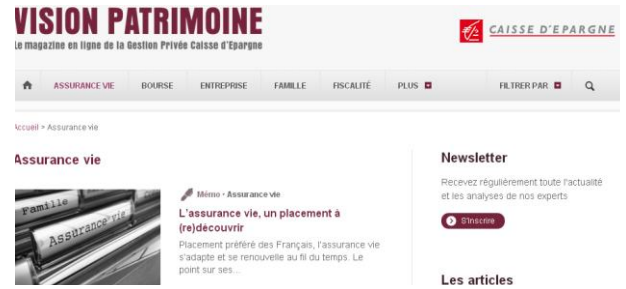 VISION PATRIMOINE
Le magazine en ligne de la Gestion Privée Caisse d'Epargne
CAISSE D'EPARGNE
ASSURANCE VIE BOURSE ENTREPRISE FAMILLE FISCALITÉ PLUS FILTRER PAR
Accueil > Assurance vie
Assurance vie
Famille
Assurance vie
Mémo - Assurance vie
L'assurance vie, un placement à
(re)découvrir
Placement préféré des Français, l'assurance vie
s'adapte et se renouvelle au fil du temps. Le
point sur ses...
Newsletter
Recevez régulièrement toute l'actualité
et les analyses de nos experts
S'inscrire
Les articles